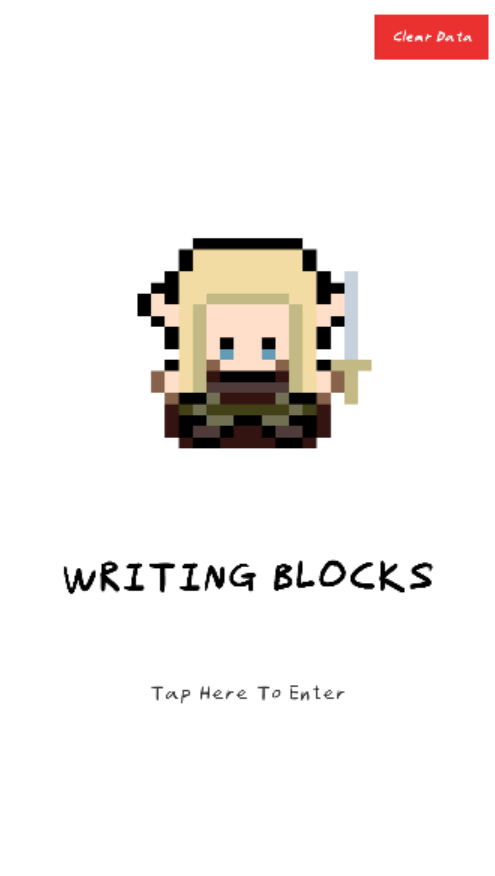 Clear Data
WRITING BLOCKS
Tap Here To Enter